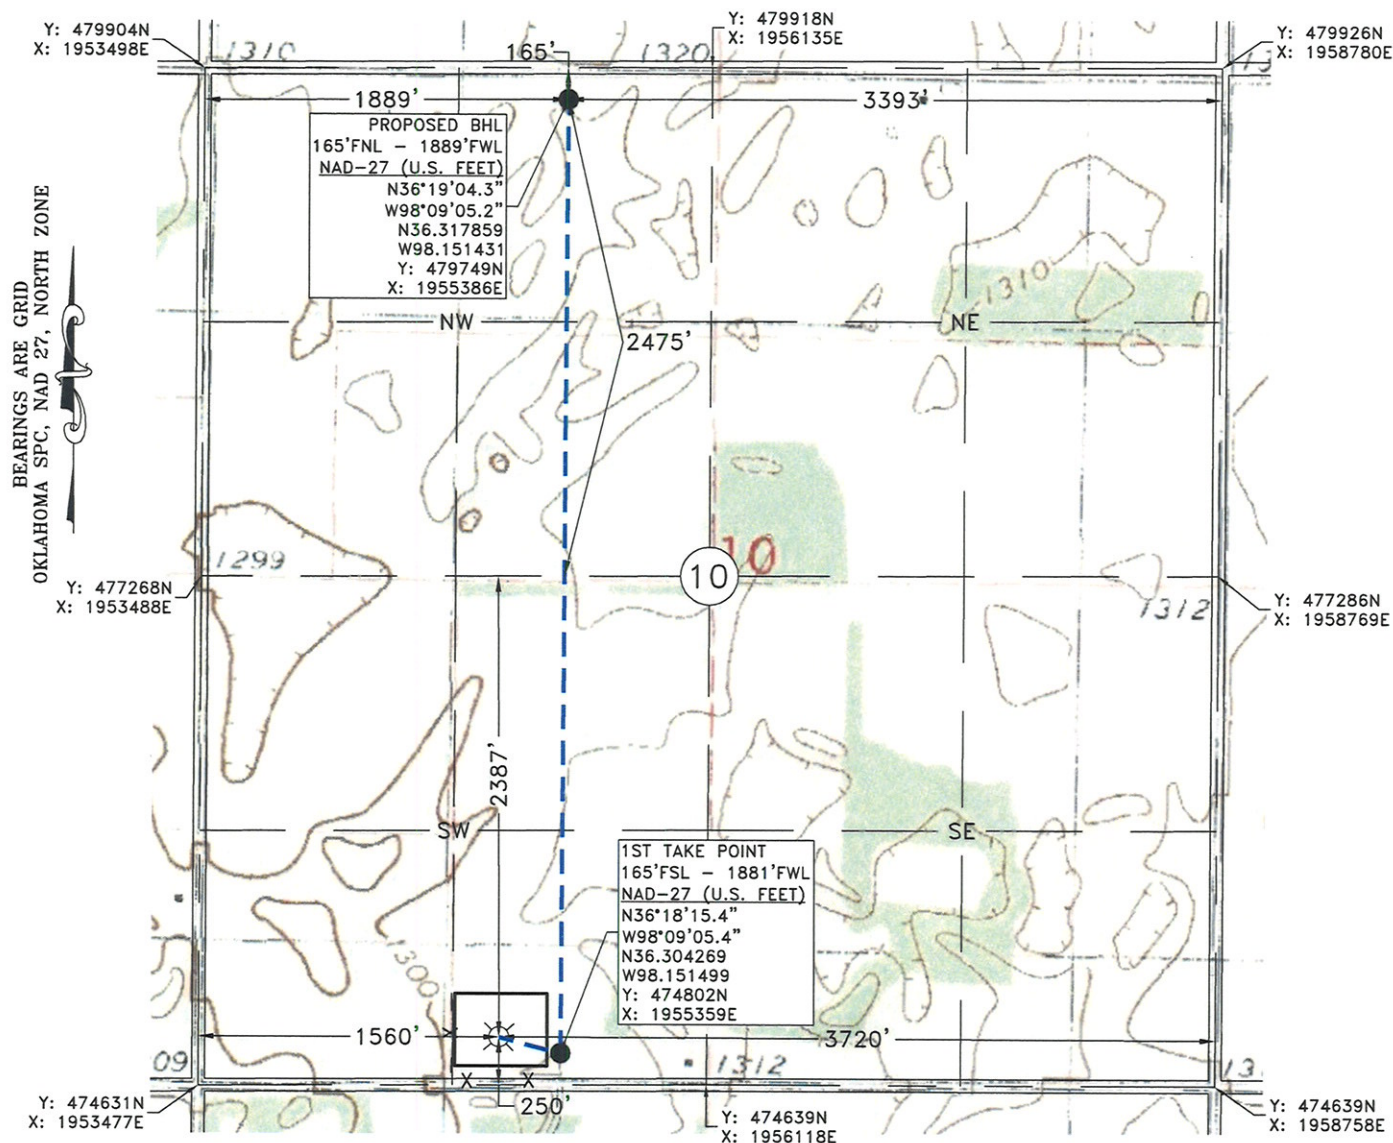 Y: 479904N
X: 1953498E
1310
165'
1320
Y: 479918N
X: 1956135E
Y: 479926N
X: 1958780E
1889'
3393'
PROPOSED BHL
165'FNL – 1889'FWL
NAD–27 (U.S. FEET)
N36°19'04.3"
W98°09'05.2"
N36.317859
W98.151431
Y: 479749N
X: 1955386E
BEARINGS ARE GRID
OKLAHOMA SPC, NAD 27, NORTH ZONE
1310
NW
NE
2475'
1299
10
10
Y: 477268N
X: 1953488E
Y: 477286N
X: 1958769E
1312
2387'
SW
SE
1ST TAKE POINT
165'FSL – 1881'FWL
NAD–27 (U.S. FEET)
N36°18'15.4"
W98°09'05.4"
N36.304269
W98.151499
Y: 474802N
X: 1955359E
1300
1560'
3720'
09
1312
13
X X
250'
Y: 474631N
X: 1953477E
Y: 474639N
X: 1956118E
Y: 474639N
X: 1958758E